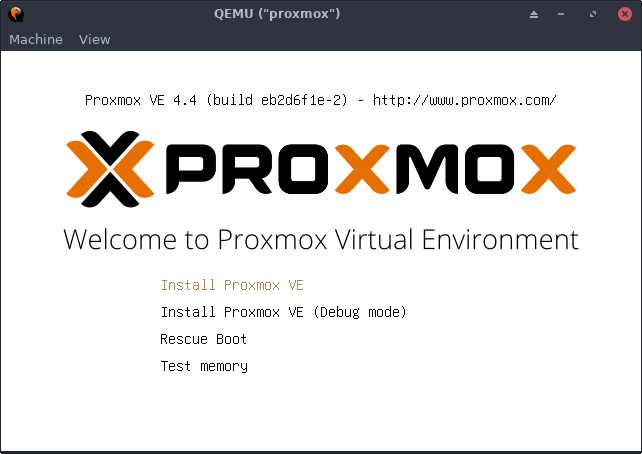 QEMU ("proxmox")
Machine View
Proxmox VE 4.4 (build eb2d6f1e-2) - http://www.proxmox.com/
PROXMOX
Welcome to Proxmox Virtual Environment
Install Proxmox VE
Install Proxmox VE (Debug mode)
Rescue Boot
Test memory